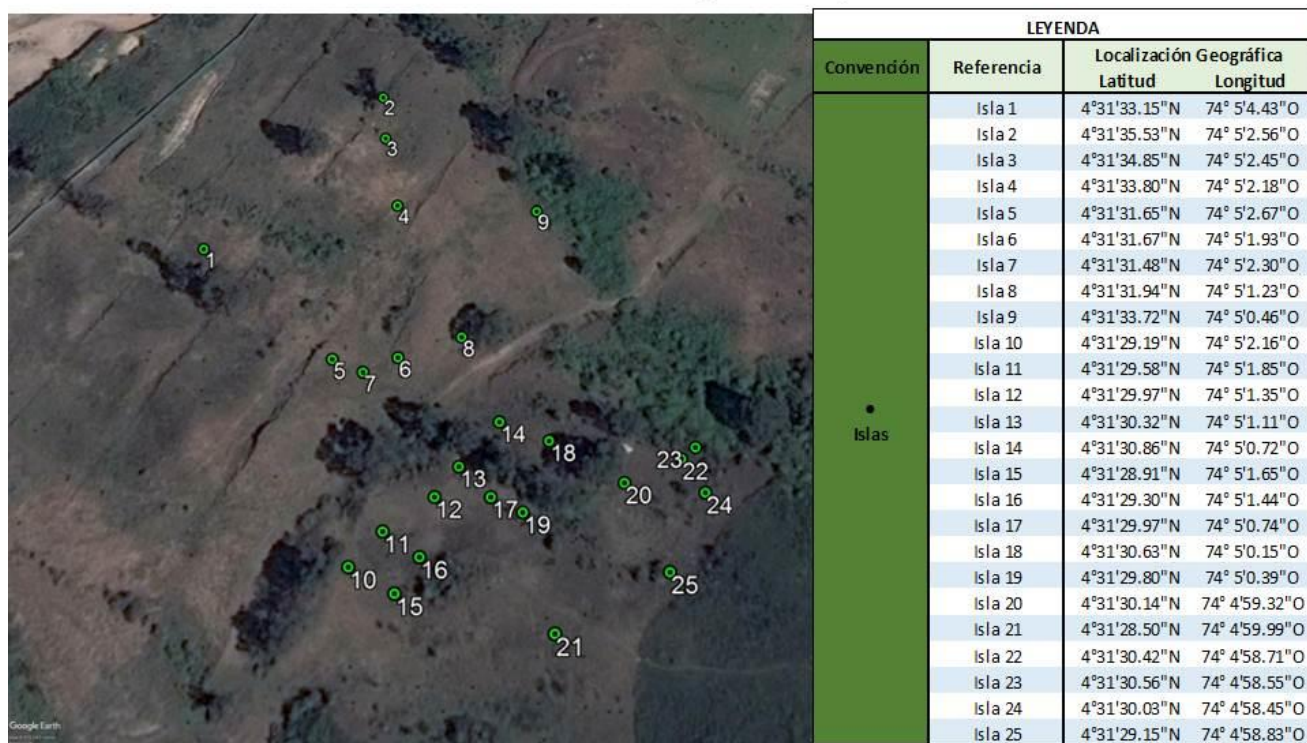 2
3
4
9
1
8
6
5
7
14
18
23
22
13
20
24
12
17
19
11
16
10
25
15
21
Google Earth
LEYENDA
Convención Referencia Localización Geográfica
Latitud Longitud
Isla 1 4°31'33.15"N 74° 5'4.43"O
Isla 2 4°31'35.53"N 74° 5'2.56"O
Isla 3 4°31'34.85"N 74° 5'2.45"O
Isla 4 4°31'33.80"N 74° 5'2.18"O
Isla 5 4°31'31.65"N 74° 5'2.67"O
Isla 6 4°31'31.67"N 74° 5'1.93"O
Isla 7 4°31'31.48"N 74° 5'2.30"O
Isla 8 4°31'31.94"N 74° 5'1.23"O
Isla 9 4°31'33.72"N 74° 5'0.46"O
Isla 10 4°31'29.19"N 74° 5'2.16"O
Isla 11 4°31'29.58"N 74° 5'1.85"O
Isla 12 4°31'29.97"N 74° 5'1.35"O
Islas
Isla 13 4°31'30.32"N 74° 5'1.11"O
Isla 14 4°31'30.86"N 74° 5'0.72"O
Isla 15 4°31'28.91"N 74° 5'1.65"O
Isla 16 4°31'29.30"N 74° 5'1.44"O
Isla 17 4°31'29.97"N 74° 5'0.74"O
Isla 18 4°31'30.63"N 74° 5'0.15"O
Isla 19 4°31'29.80"N 74° 5'0.39"O
Isla 20 4°31'30.14"N 74° 4'59.32"O
Isla 21 4°31'28.50"N 74° 4'59.99"O
Isla 22 4°31'30.42"N 74° 4'58.71"O
Isla 23 4°31'30.56"N 74° 4'58.55"O
Isla 24 4°31'30.03"N 74° 4'58.45"O
Isla 25 4°31'29.15"N 74° 4'58.83"O